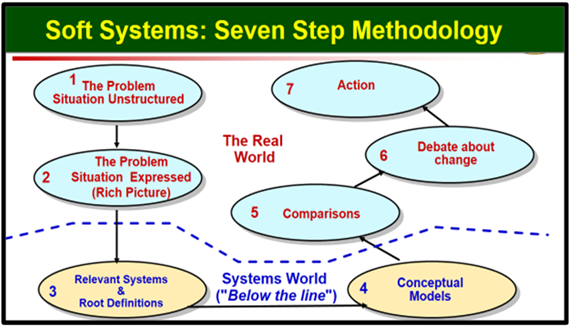 Soft Systems: Seven Step Methodology
1
The Problem
Situation Unstructured
2
The Problem
Situation Expressed
(Rich Picture)
3
Relevant Systems
&
Root Definitions
The Real
World
Systems World
("Below the line")
4
Conceptual
Models
5
Comparisons
6
Debate about
change
7
Action